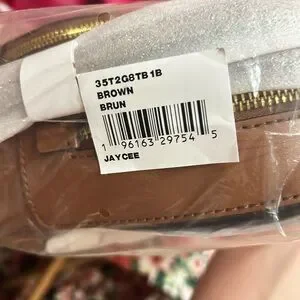 35T2G8TB1B
BROWN
BRUN
1 96163 29754 5
JAYCEE